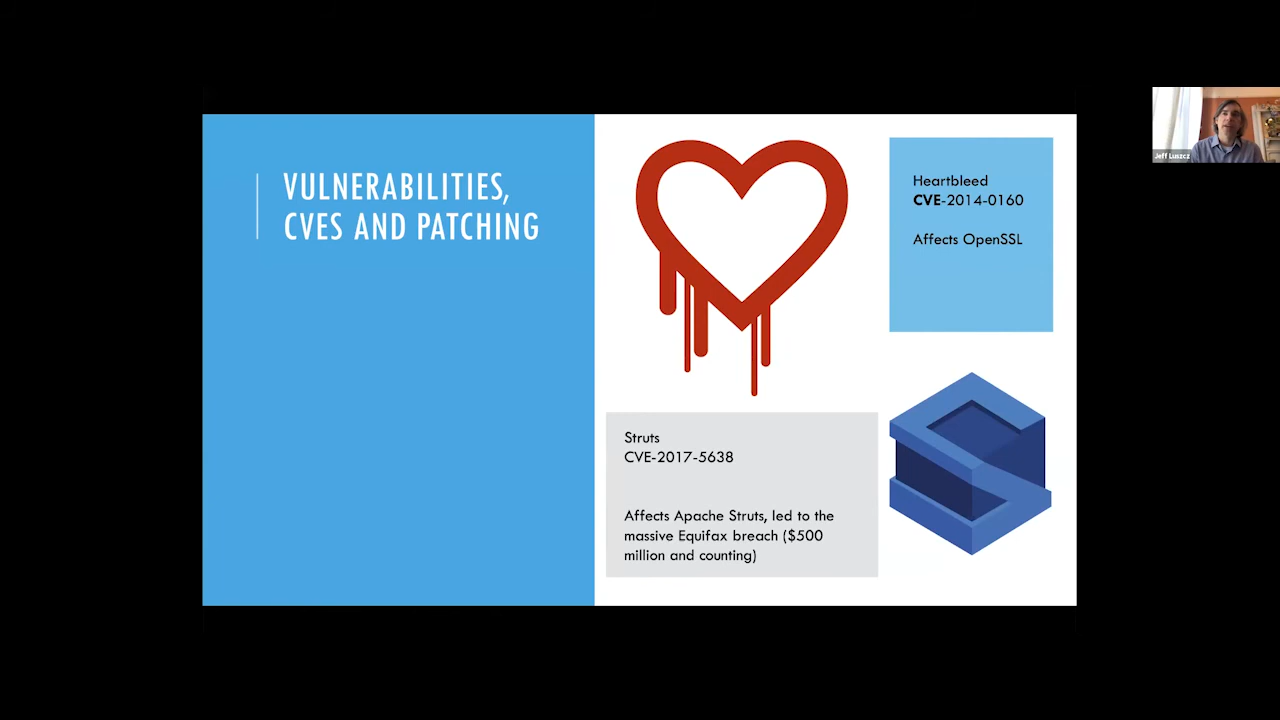 VULNERABILITIES,
CVES AND PATCHING
Heartbleed
CVE-2014-0160
Affects OpenSSL
Struts
CVE-2017-5638
Affects Apache Struts, led to the
massive Equifax breach ($500
million and counting)
Jeff Luszcz